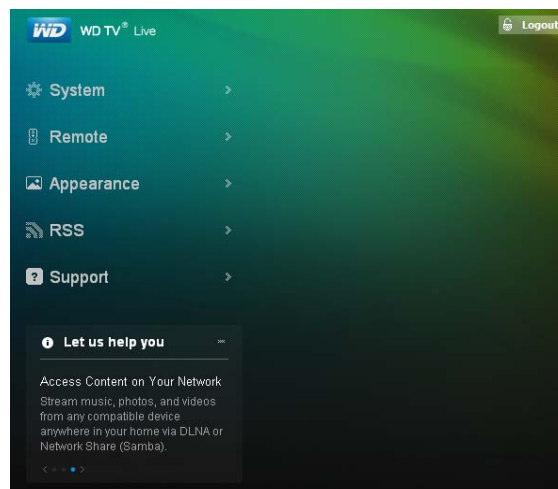 WD WD TV® Live
Logout
System
Remote
Appearance
RSS
? Support
Let us help you
Access Content on Your Network
Stream music, photos, and videos
from any compatible device
anywhere in your home via DLNA or
Network Share (Samba).